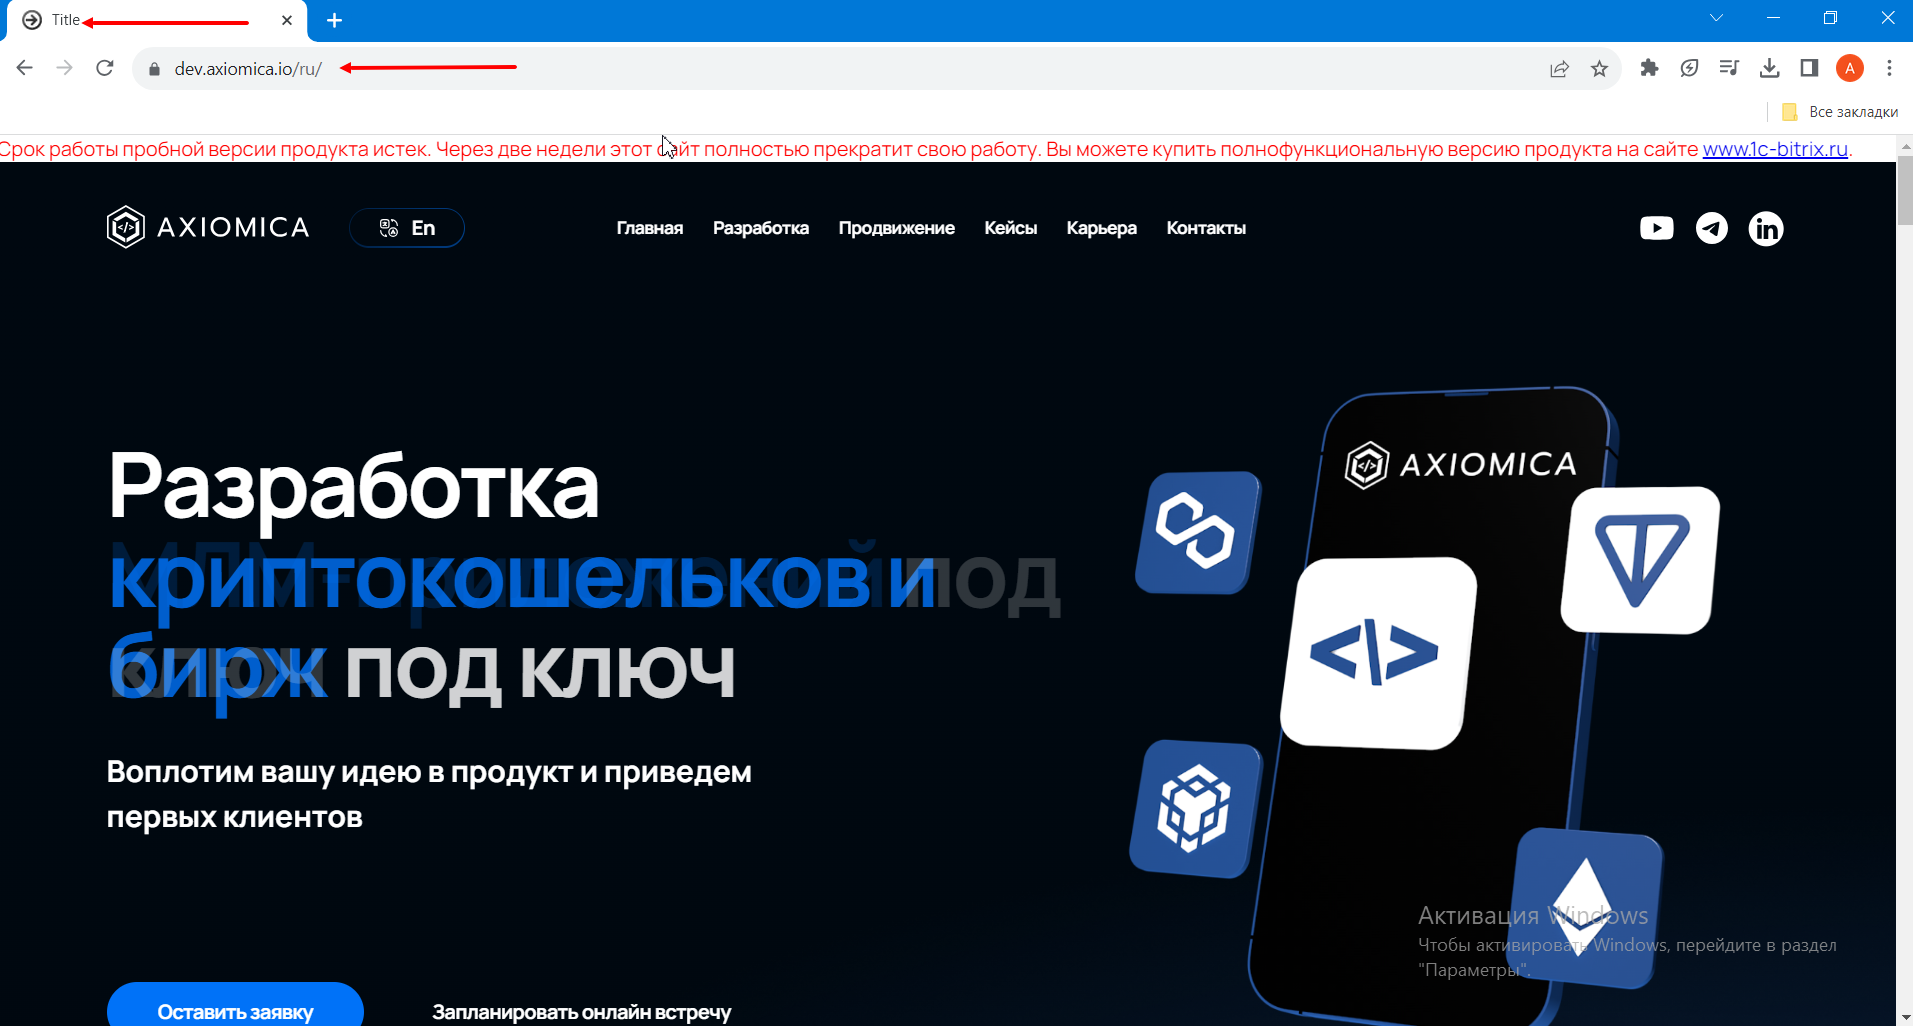 Title
dev.axiomica.io/ru/
A
Все закладки
Срок работы пробной версии продукта истек. Через две недели этот сайт полностью прекратит свою работу. Вы можете купить полнофункциональную версию продукта на сайте www.1c-bitrix.ru.
AXIOMICA
En
Главная Разработка Продвижение Кейсы Карьера Контакты
in
AXIOMICA
Разработка
криптокошельков и
бирж под ключ
под
ключ
</>
Воплотим вашу идею в продукт и приведем
первых клиентов
Активация Windows
Чтобы активировать Windows, перейдите в раздел
"Параметры".
Оставить заявку Запланировать онлайн встречу